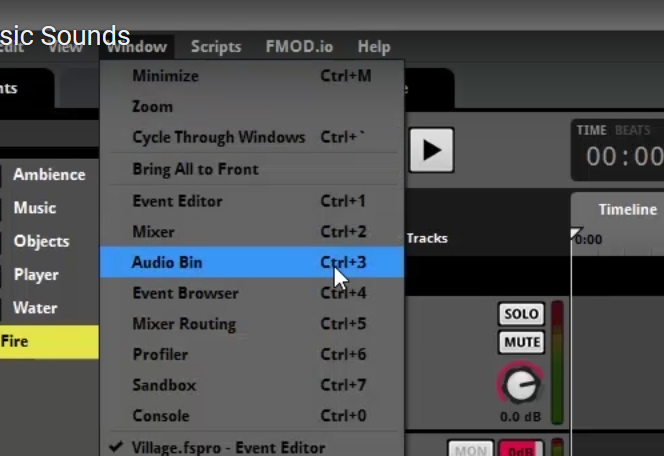 sic Sounds
Edit View Window Scripts FMOD.io Help
nts
Minimize Ctrl+M
Zoom
Cycle Through Windows Ctrl+`
Bring All to Front
Event Editor Ctrl+1
Mixer Ctrl+2
Audio Bin Ctrl+3
Event Browser Ctrl+4
Mixer Routing Ctrl+5
Profiler Ctrl+6
Sandbox Ctrl+7
Console Ctrl+0
Village.fspro - Event Editor
Ambience
Music
Objects
Player
Water
Fire
TIME BEATS
00:00
Timeline
Tracks
0:00
SOLO
MUTE
0.0 dB
MON
0dB